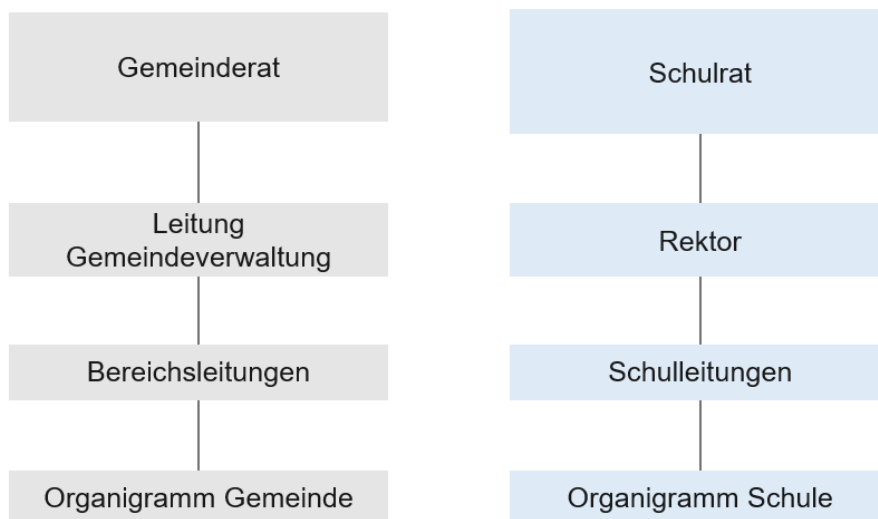 Gemeinderat
Leitung
Gemeindeverwaltung
Bereichsleitungen
Organigramm Gemeinde
Schulrat
Rektor
Schulleitungen
Organigramm Schule